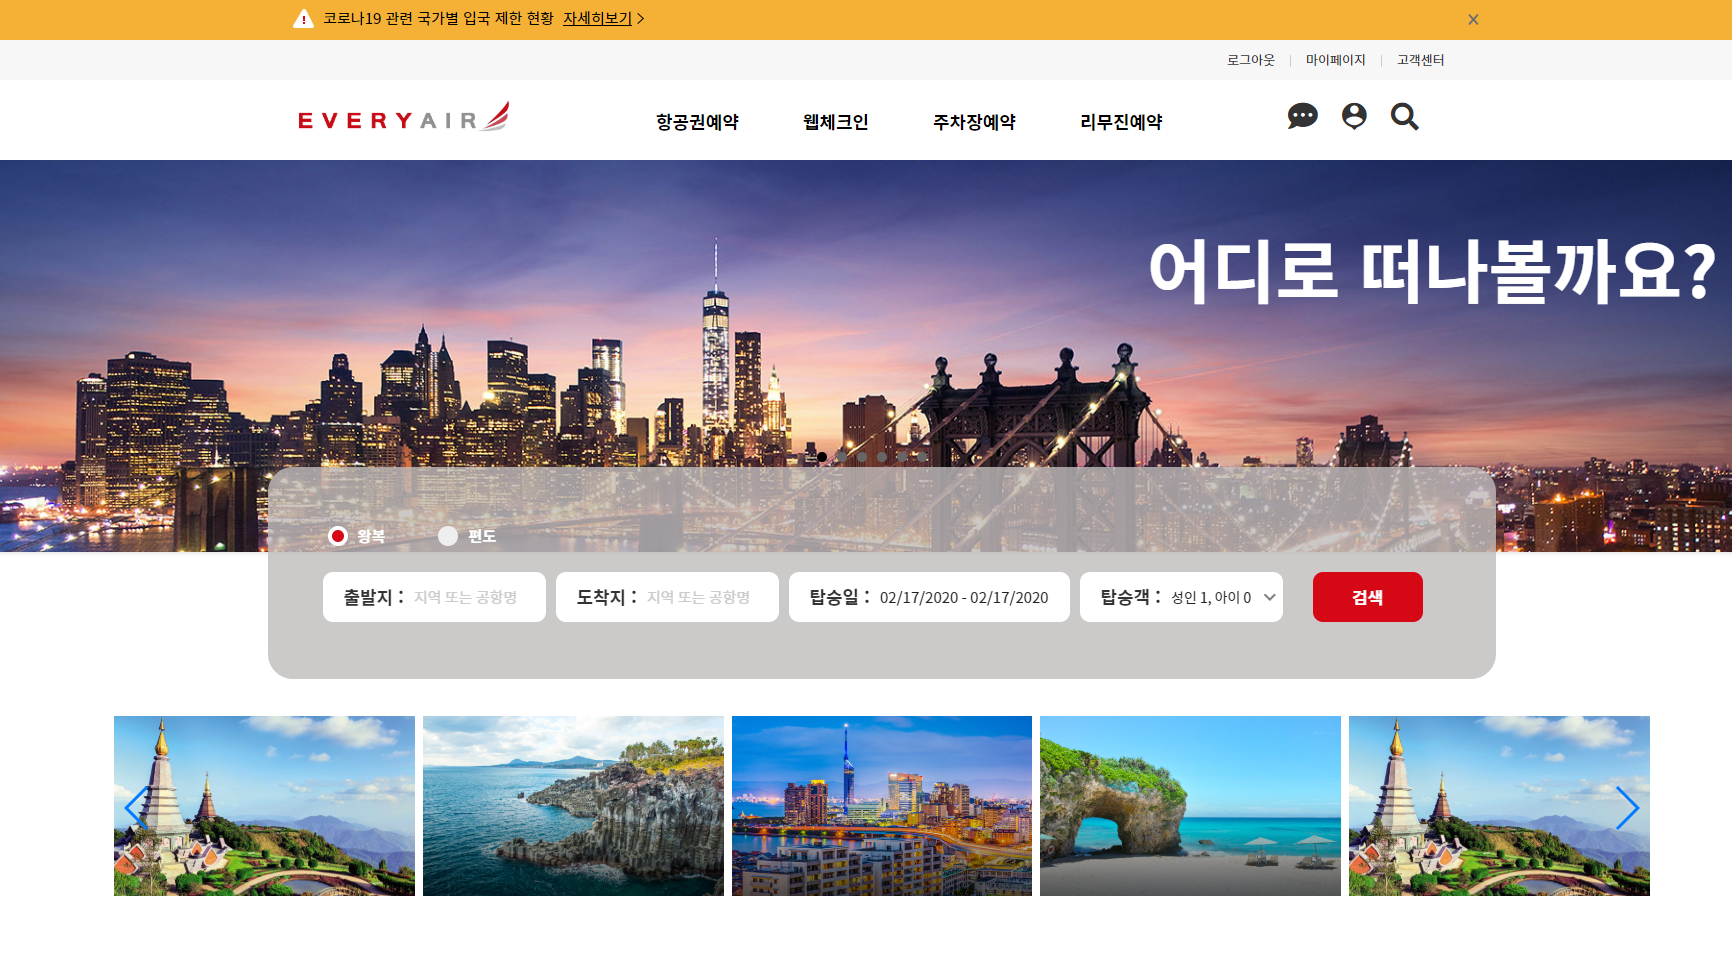 코로나19 관련 국가별 입국 제한 현황 자세히보기
로그아웃 마이페이지 고객센터
EVERYAIR 항공권예약 웹체크인 주차장예약 리무진예약
어디로 떠나볼까요?
왕복 편도
출발지 : 지역 또는 공항명 도착지 : 지역 또는 공항명 탑승일 : 02/17/2020 - 02/17/2020 탑승객 : 성인 1, 아이 0 검색